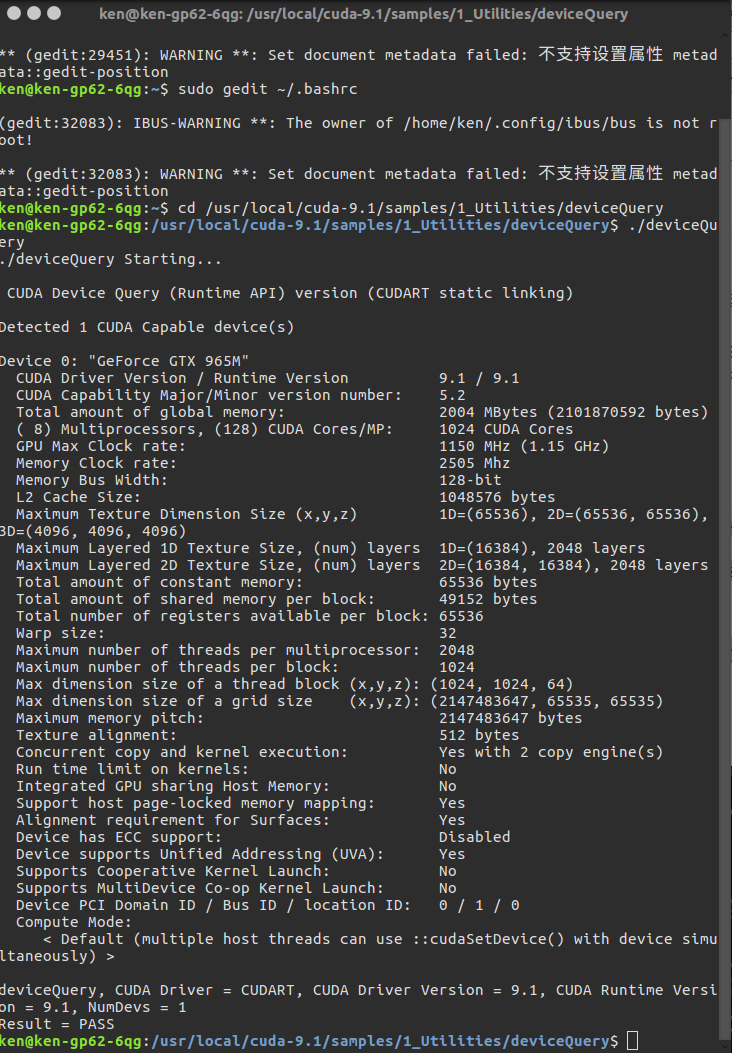 ken@ken-gp62-6qg: /usr/local/cuda-9.1/samples/1_Utilities/deviceQuery
** (gedit:29451): WARNING **: Set document metadata failed: 不支持设置属性 metad
ata::gedit-position
ken@ken-gp62-6qg:~$ sudo gedit ~/.bashrc
(gedit:32083): IBUS-WARNING **: The owner of /home/ken/.config/ibus/bus is not r
oot!
** (gedit:32083): WARNING **: Set document metadata failed: 不支持设置属性 metad
ata::gedit-position
ken@ken-gp62-6qg:~$ cd /usr/local/cuda-9.1/samples/1_Utilities/deviceQuery
ken@ken-gp62-6qg:/usr/local/cuda-9.1/samples/1_Utilities/deviceQuery$ ./deviceQu
ery
./deviceQuery Starting...
CUDA Device Query (Runtime API) version (CUDART static linking)
Detected 1 CUDA Capable device(s)
Device 0: "GeForce GTX 965M"
CUDA Driver Version / Runtime Version          9.1 / 9.1
CUDA Capability Major/Minor version number:    5.2
Total amount of global memory:                 2004 MBytes (2101870592 bytes)
( 8) Multiprocessors, (128) CUDA Cores/MP:     1024 CUDA Cores
GPU Max Clock rate:                            1150 MHz (1.15 GHz)
Memory Clock rate:                             2505 Mhz
Memory Bus Width:                              128-bit
L2 Cache Size:                                 1048576 bytes
Maximum Texture Dimension Size (x,y,z)         1D=(65536), 2D=(65536, 65536),
3D=(4096, 4096, 4096)
Maximum Layered 1D Texture Size, (num) layers  1D=(16384), 2048 layers
Maximum Layered 2D Texture Size, (num) layers  2D=(16384, 16384), 2048 layers
Total amount of constant memory:               65536 bytes
Total amount of shared memory per block:       49152 bytes
Total number of registers available per block: 65536
Warp size:                                     32
Maximum number of threads per multiprocessor:  2048
Maximum number of threads per block:           1024
Max dimension size of a thread block (x,y,z): (1024, 1024, 64)
Max dimension size of a grid size    (x,y,z): (2147483647, 65535, 65535)
Maximum memory pitch:                          2147483647 bytes
Texture alignment:                             512 bytes
Concurrent copy and kernel execution:          Yes with 2 copy engine(s)
Run time limit on kernels:                     No
Integrated GPU sharing Host Memory:            No
Support host page-locked memory mapping:       Yes
Alignment requirement for Surfaces:            Yes
Device has ECC support:                        Disabled
Device supports Unified Addressing (UVA):      Yes
Supports Cooperative Kernel Launch:            No
Supports MultiDevice Co-op Kernel Launch:      No
Device PCI Domain ID / Bus ID / location ID:   0 / 1 / 0
Compute Mode:
< Default (multiple host threads can use ::cudaSetDevice() with device simu
ltaneously) >
deviceQuery, CUDA Driver = CUDART, CUDA Driver Version = 9.1, CUDA Runtime Versi
on = 9.1, NumDevs = 1
Result = PASS
ken@ken-gp62-6qg:/usr/local/cuda-9.1/samples/1_Utilities/deviceQuery$